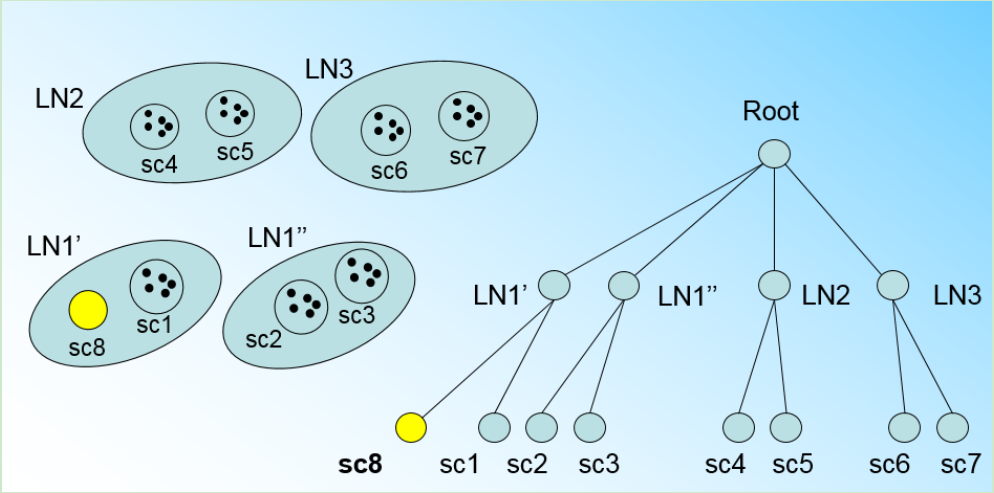 LN2
sc4
sc5
LN3
sc6
sc7
LN1’
sc8
sc1
LN1’’
sc2
sc3
Root
LN1’
LN1’’
LN2
LN3
sc8
sc1
sc2
sc3
sc4
sc5
sc6
sc7